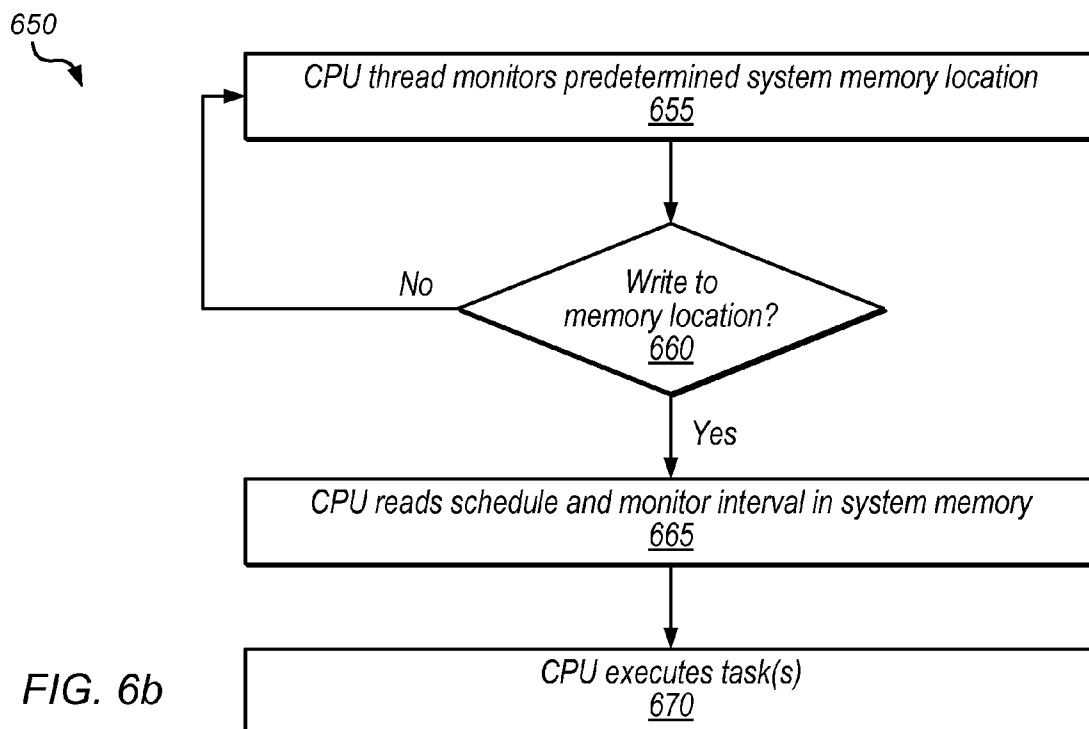 650
CPU thread monitors predetermined system memory location
655
No
Write to
memory location?
660
Yes
CPU reads schedule and monitor interval in system memory
665
CPU executes task(s)
670
FIG. 6b